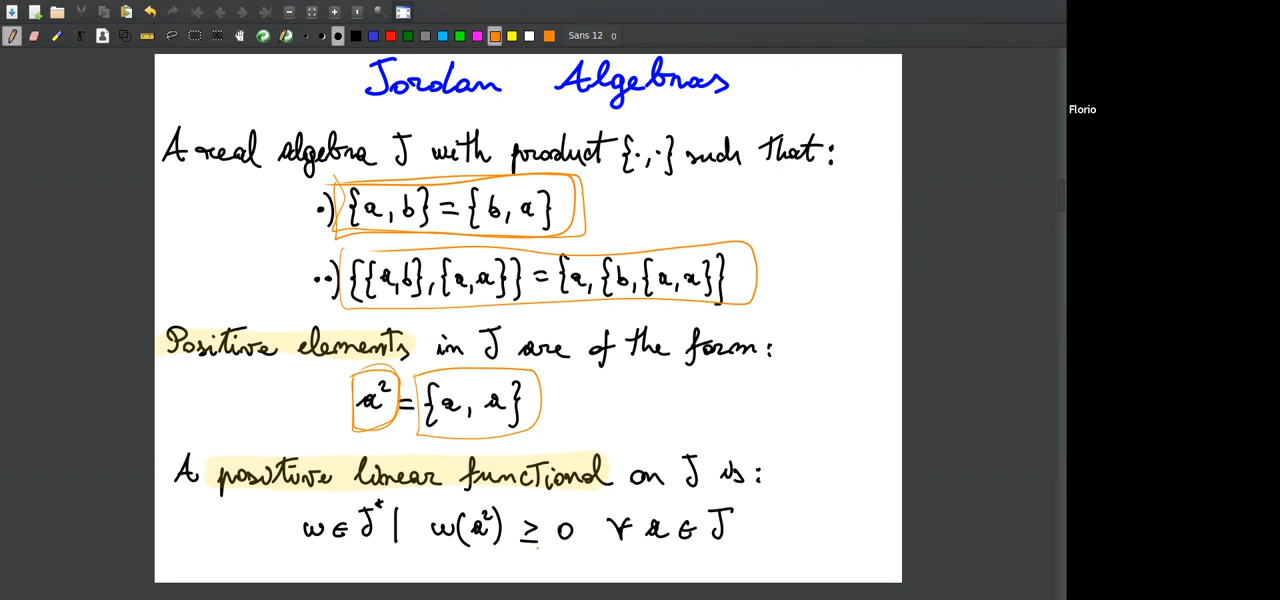 Sans 12
Jordan Algebras
Florio
A real algebra J with product {·,·} such that:
·) {a, b} = {b, a}
··) {{a,b}, {a,a}} = {a, {b, {a,a}}
Positive elements in J are of the form:
a² = {a, a}
A positive linear functional on J is:
ω ∈ J* | ω(a²) ≥ 0 ∀ a ∈ J